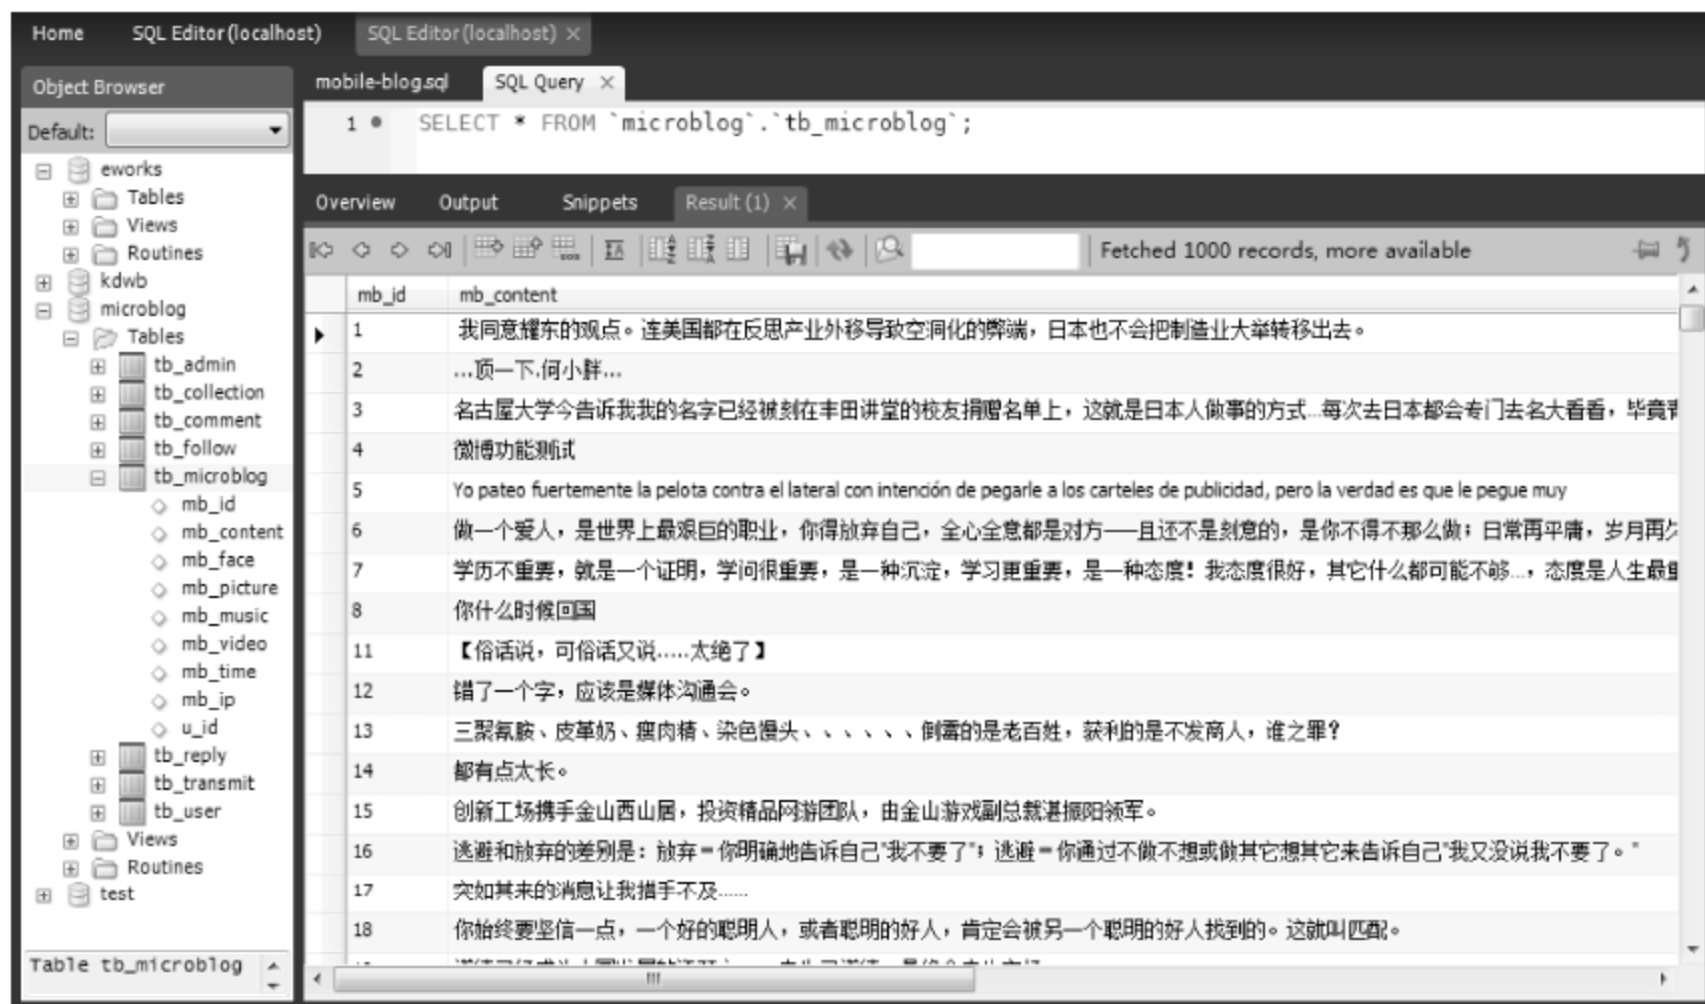 Home SQL Editor(localhost) SQL Editor(localhost) ×
Object Browser
Default:
eworks
Tables
Views
Routines
kdwb
microblog
Tables
tb_admin
tb_collection
tb_comment
tb_follow
tb_microblog
mb_id
mb_content
mb_face
mb_picture
mb_music
mb_video
mb_time
mb_ip
u_id
tb_reply
tb_transmit
tb_user
Views
Routines
test
Table tb_microblog
mobile-blog.sql SQL Query ×
1 SELECT * FROM `microblog`.`tb_microblog`;
Overview Output Snippets Result (1) ×
Fetched 1000 records, more available
mb_id mb_content
1 我同意耀东的观点。连美国都在反思产业外移导致空洞化的弊端，日本也不会把制造业大举转移出去。
2 ...顶一下.何小胖...
3 名古屋大学今告诉我我的名字已经被刻在丰田讲堂的校友捐赠名单上，这就是日本人做事的方式...每次去日本都会专门去名大看看，毕竟
4 微博功能测试
5 Yo pateo fuertemente la pelota contra el lateral con intención de pegarle a los carteles de publicidad, pero la verdad es que le pegue muy
6 做一个爱人，是世界上最艰巨的职业，你得放弃自己，全心全意都是对方——且还不是刻意的，是你不得不那么做；日常再平庸，岁月再
7 学历不重要，就是一个证明，学问很重要，是一种沉淀，学习更重要，是一种态度！我态度很好，其它什么都可能不够...，态度是人生最重
8 你什么时候回国
11 【俗话说，可俗话又说.....太绝了】
12 错了一个字，应该是媒体沟通会。
13 三聚氰胺、皮革奶、瘦肉精、染色馒头、、、、、、倒霉的是老百姓，获利的是不发商人，谁之罪？
14 都有点太长。
15 创新工场携手金山西山居，投资精品网游团队，由金山游戏副总裁湛振阳领军。
16 逃避和放弃的差别是：放弃＝你明确地告诉自己"我不要了"；逃避＝你通过不做不想或做其它想其它来告诉自己"我又没说我不要了。"
17 突如其来的消息让我措手不及......
18 你始终要坚信一点，一个好的聪明人，或者聪明的好人，肯定会被另一个聪明的好人找到的。这就叫匹配。